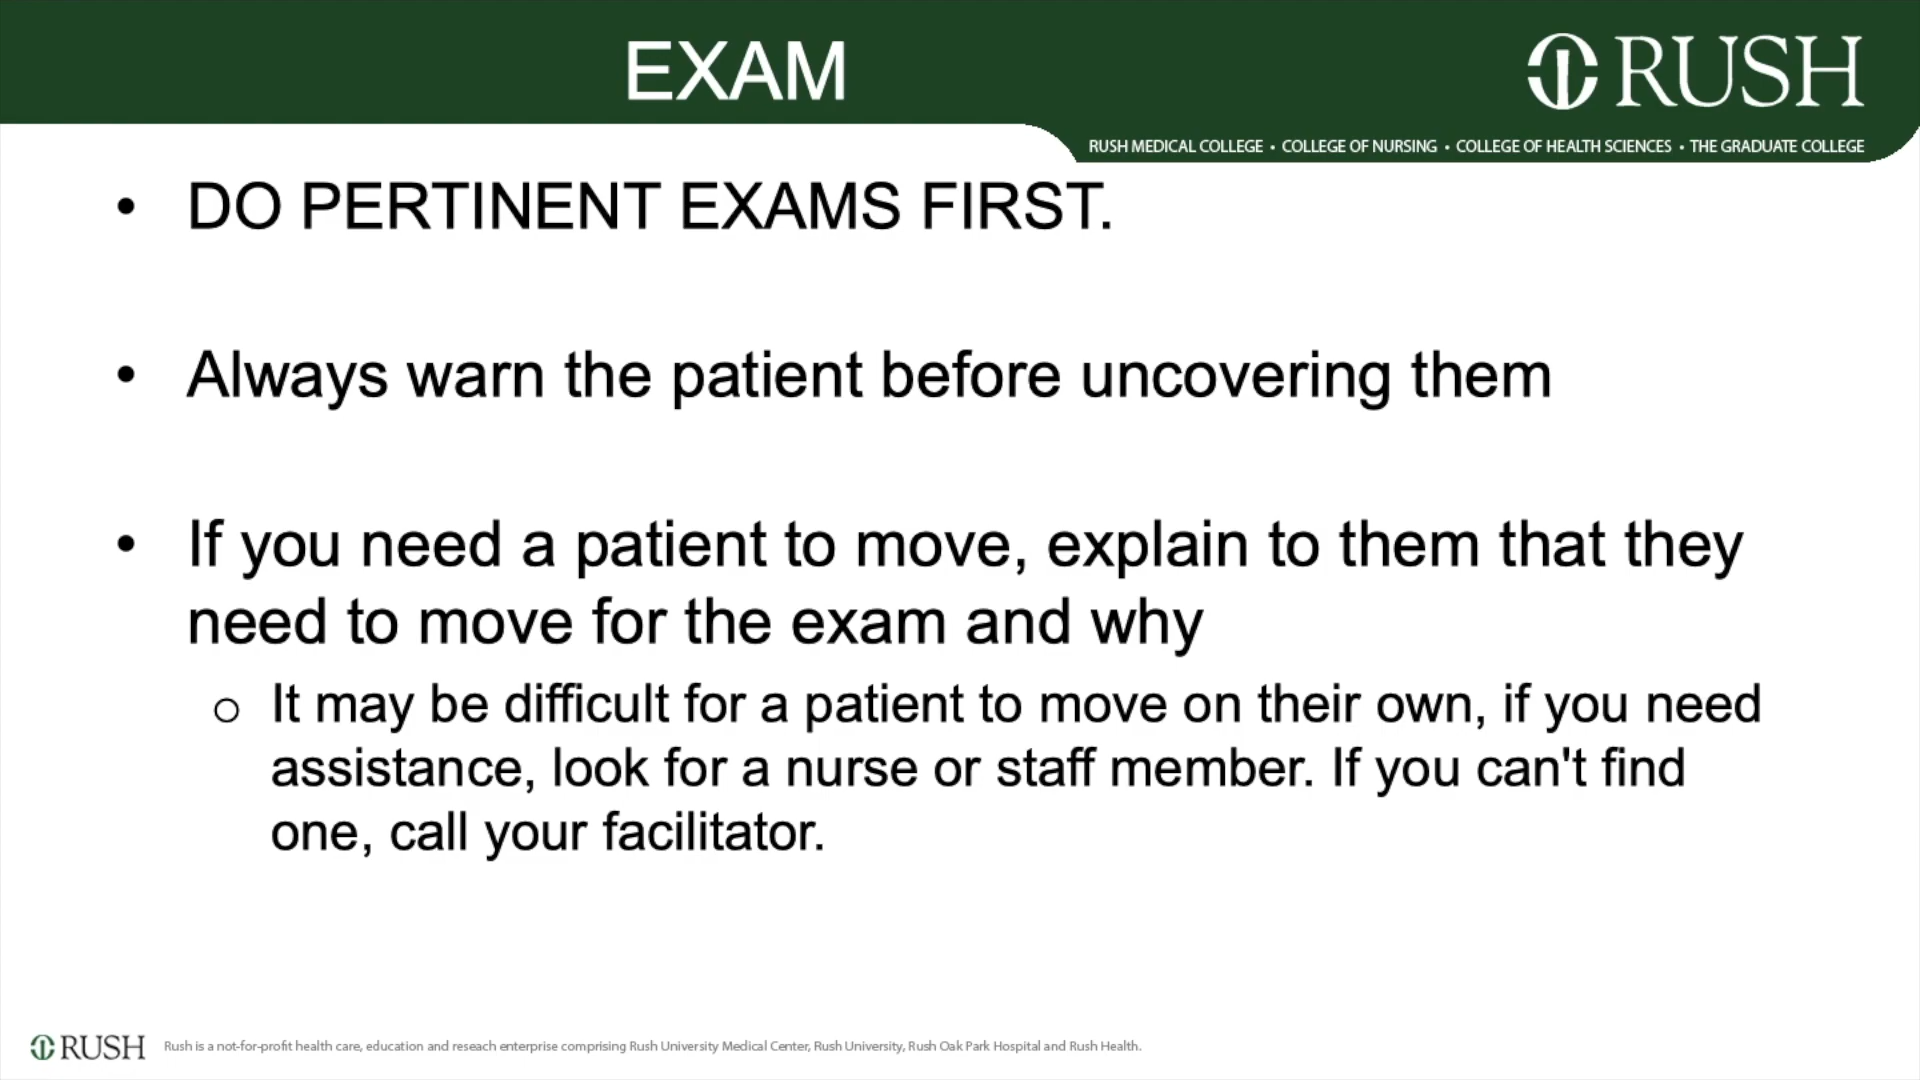 EXAM
RUSH
RUSH MEDICAL COLLEGE • COLLEGE OF NURSING • COLLEGE OF HEALTH SCIENCES • THE GRADUATE COLLEGE
• DO PERTINENT EXAMS FIRST.
• Always warn the patient before uncovering them
• If you need a patient to move, explain to them that they
need to move for the exam and why
o It may be difficult for a patient to move on their own, if you need
assistance, look for a nurse or staff member. If you can't find
one, call your facilitator.
RUSH Rush is a not-for-profit health care, education and reseach enterprise comprising Rush University Medical Center, Rush University, Rush Oak Park Hospital and Rush Health.